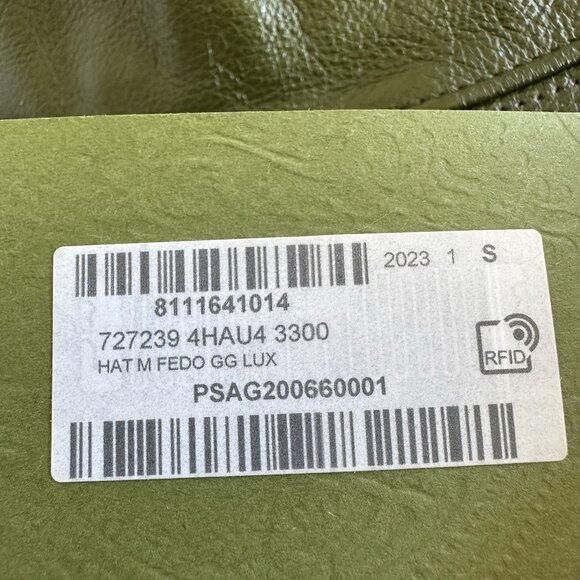 2023 1 S
8111641014
727239 4HAU4 3300
HAT M FEDO GG LUX
RFID
PSAG200660001